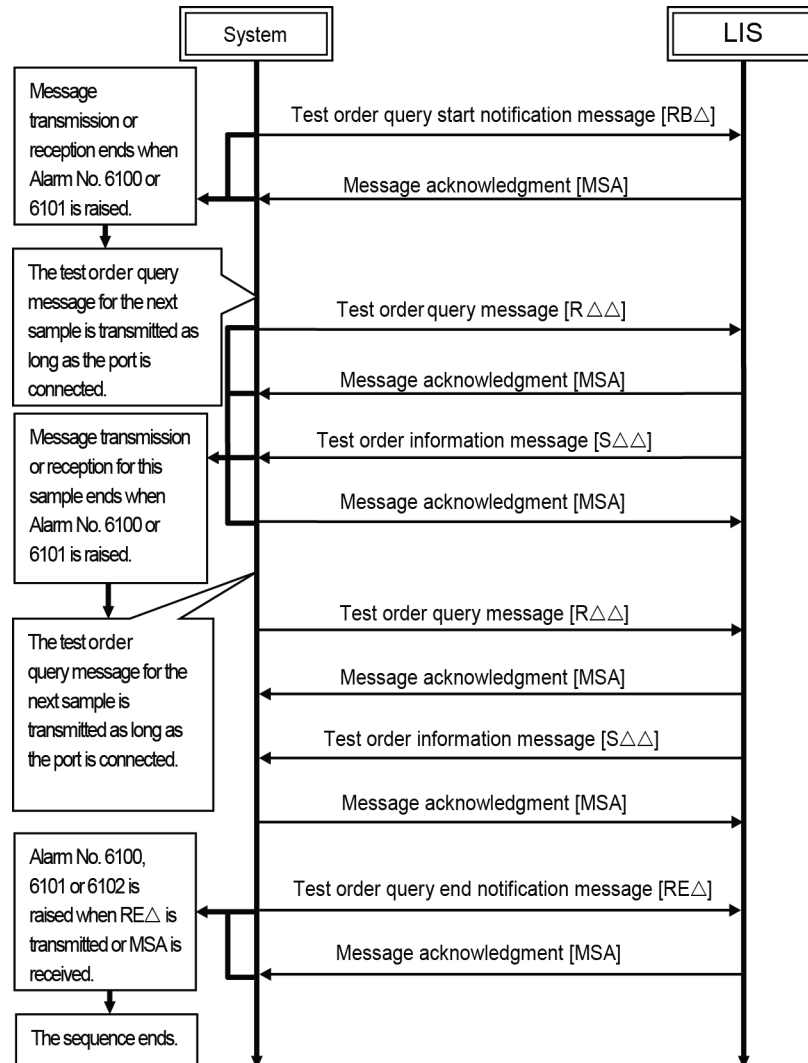 System
LIS
Message
transmission or
reception ends when
Alarm No. 6100 or
6101 is raised.
Test order query start notification message [RB△]
Message acknowledgment [MSA]
The test order query
message for the next
sample is transmitted as
long as the port is
connected.
Test order query message [R △△]
Message acknowledgment [MSA]
Message transmission
or reception for this
sample ends when
Alarm No. 6100 or
6101 is raised.
Test order information message [S△△]
Message acknowledgment [MSA]
The test order
query message for the
next sample is
transmitted as long as
the port is connected.
Test order query message [R△△]
Message acknowledgment [MSA]
Test order information message [S△△]
Message acknowledgment [MSA]
Alarm No. 6100,
6101 or 6102 is
raised when RE△ is
transmitted or MSA is
received.
Test order query end notification message [RE△]
Message acknowledgment [MSA]
The sequence ends.